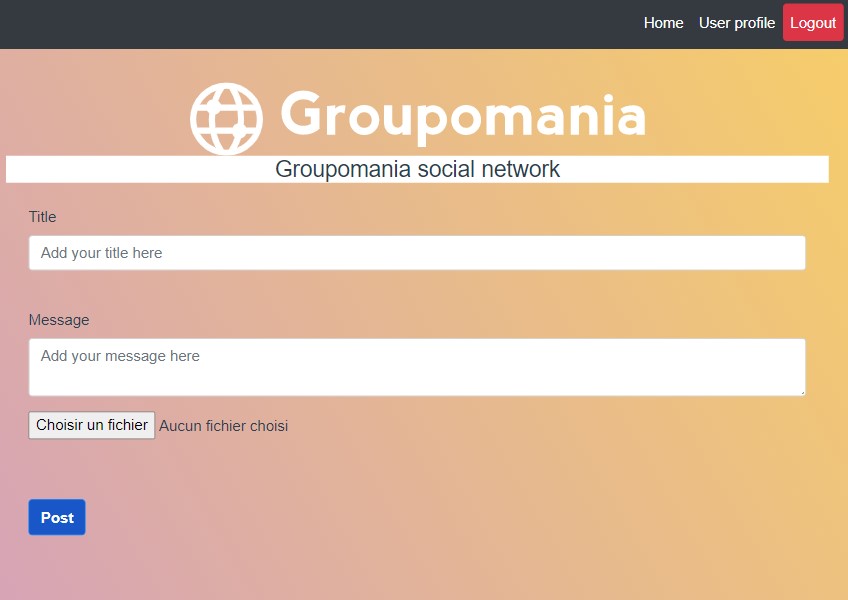 Home User profile Logout
Groupomania
Groupomania social network
Title
Add your title here
Message
Add your message here
Choisir un fichier Aucun fichier choisi
Post